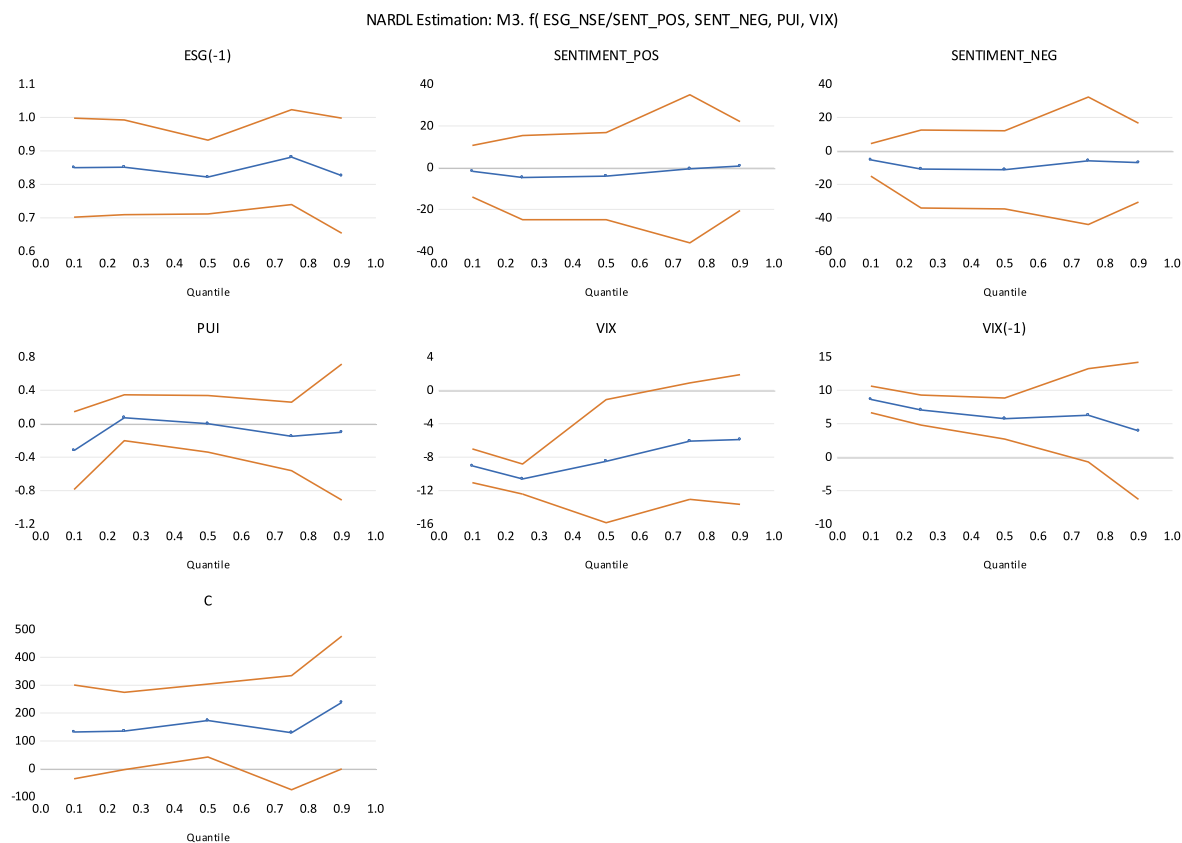 NARDL Estimation: M3. f( ESG_NSE/SENT_POS, SENT_NEG, PUI, VIX)
ESG(-1)
1.1
1.0
0.9
0.8
0.7
0.6
0.0 0.1 0.2 0.3 0.4 0.5 0.6 0.7 0.8 0.9 1.0
Quantile
SENTIMENT_POS
40
20
0
-20
-40
0.0 0.1 0.2 0.3 0.4 0.5 0.6 0.7 0.8 0.9 1.0
Quantile
SENTIMENT_NEG
40
20
0
-20
-40
-60
0.0 0.1 0.2 0.3 0.4 0.5 0.6 0.7 0.8 0.9 1.0
Quantile
PUI
0.8
0.4
0.0
-0.4
-0.8
-1.2
0.0 0.1 0.2 0.3 0.4 0.5 0.6 0.7 0.8 0.9 1.0
Quantile
VIX
4
0
-4
-8
-12
-16
0.0 0.1 0.2 0.3 0.4 0.5 0.6 0.7 0.8 0.9 1.0
Quantile
VIX(-1)
15
10
5
0
-5
-10
0.0 0.1 0.2 0.3 0.4 0.5 0.6 0.7 0.8 0.9 1.0
Quantile
C
500
400
300
200
100
0
-100
0.0 0.1 0.2 0.3 0.4 0.5 0.6 0.7 0.8 0.9 1.0
Quantile